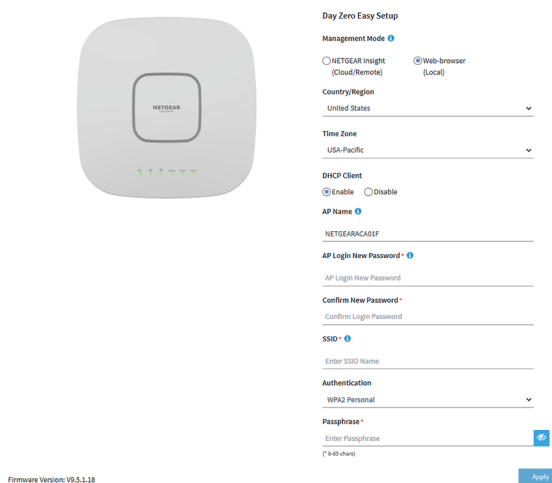 Day Zero Easy Setup
Management Mode
NETGEAR Insight
(Cloud/Remote)
Web-browser
(Local)
Country/Region
United States
Time Zone
USA-Pacific
DHCP Client
Enable Disable
AP Name
NETGEARACA01F
AP Login New Password*
AP Login New Password
Confirm New Password*
Confirm Login Password
SSID*
Enter SSID Name
Authentication
WPA2 Personal
Passphrase*
Enter Passphrase
(* 8-63 chars)
Apply
NETGEAR
INSIGHT
Firmware Version: V9.5.1.18